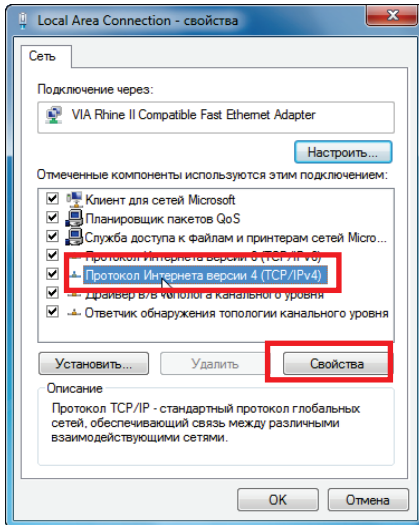 Local Area Connection - свойства
Сеть
Подключение через:
VIA Rhine II Compatible Fast Ethernet Adapter
Настроить...
Отмеченные компоненты используются этим подключением:
Клиент для сетей Microsoft
Планировщик пакетов QoS
Служба доступа к файлам и принтерам сетей Micro...
Протокол Интернета версии 6 (TCP/IPv6)
Протокол Интернета версии 4 (TCP/IPv4)
Драйвер в/в тополога канального уровня
Ответчик обнаружения топологии канального уровня
Установить...
Удалить
Свойства
Описание
Протокол TCP/IP - стандартный протокол глобальных
сетей, обеспечивающий связь между различными
взаимодействующими сетями.
OK
Отмена